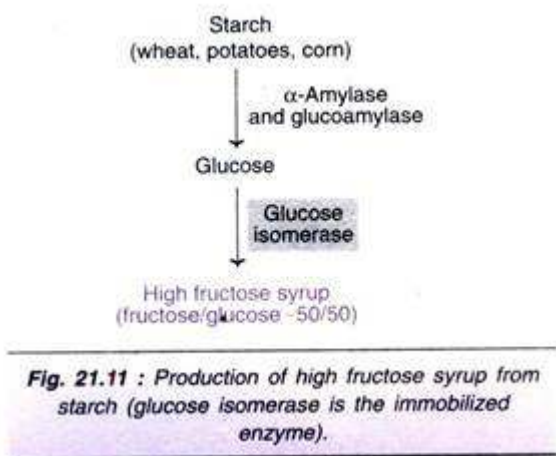 Starch
(wheat, potatoes, corn)
α-Amylase
and glucoamylase
Glucose
Glucose
isomerase
High fructose syrup
(fructose/glucose ~50/50)
Fig. 21.11 : Production of high fructose syrup from
starch (glucose isomerase is the immobilized
enzyme).